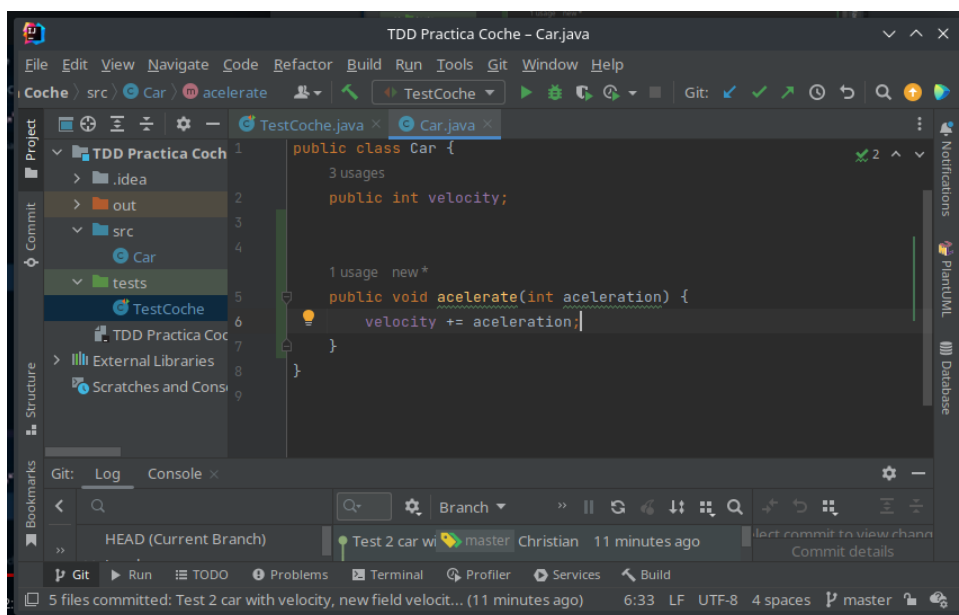 TDD Practica Coche – Car.java
File Edit View Navigate Code Refactor Build Run Tools Git Window Help
Coche src Car acelerate TestCoche Git:
TestCoche.java Car.java
Project
Commit
Structure
Bookmarks
TDD Practica Coch
.idea
out
src
Car
tests
TestCoche
TDD Practica Coc
External Libraries
Scratches and Cons
1 public class Car {
3 usages
2 public int velocity;
3
4
1 usage new *
5 public void acelerate(int aceleration) {
6 velocity += aceleration;
7 }
8 }
9
2
Notifications
PlantUML
Database
Git: Log Console
Branch
HEAD (Current Branch)
Test 2 car wi master Christian 11 minutes ago
lect commit to view chang
Commit details
Git Run TODO Problems Terminal Profiler Services Build
5 files committed: Test 2 car with velocity, new field velocit... (11 minutes ago) 6:33 LF UTF-8 4 spaces master